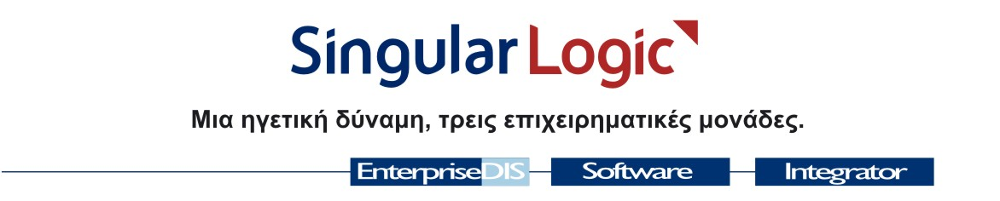 SingularLogic
Μια ηγετική δύναμη, τρεις επιχειρηματικές μονάδες.
EnterpriseDIS Software Integrator